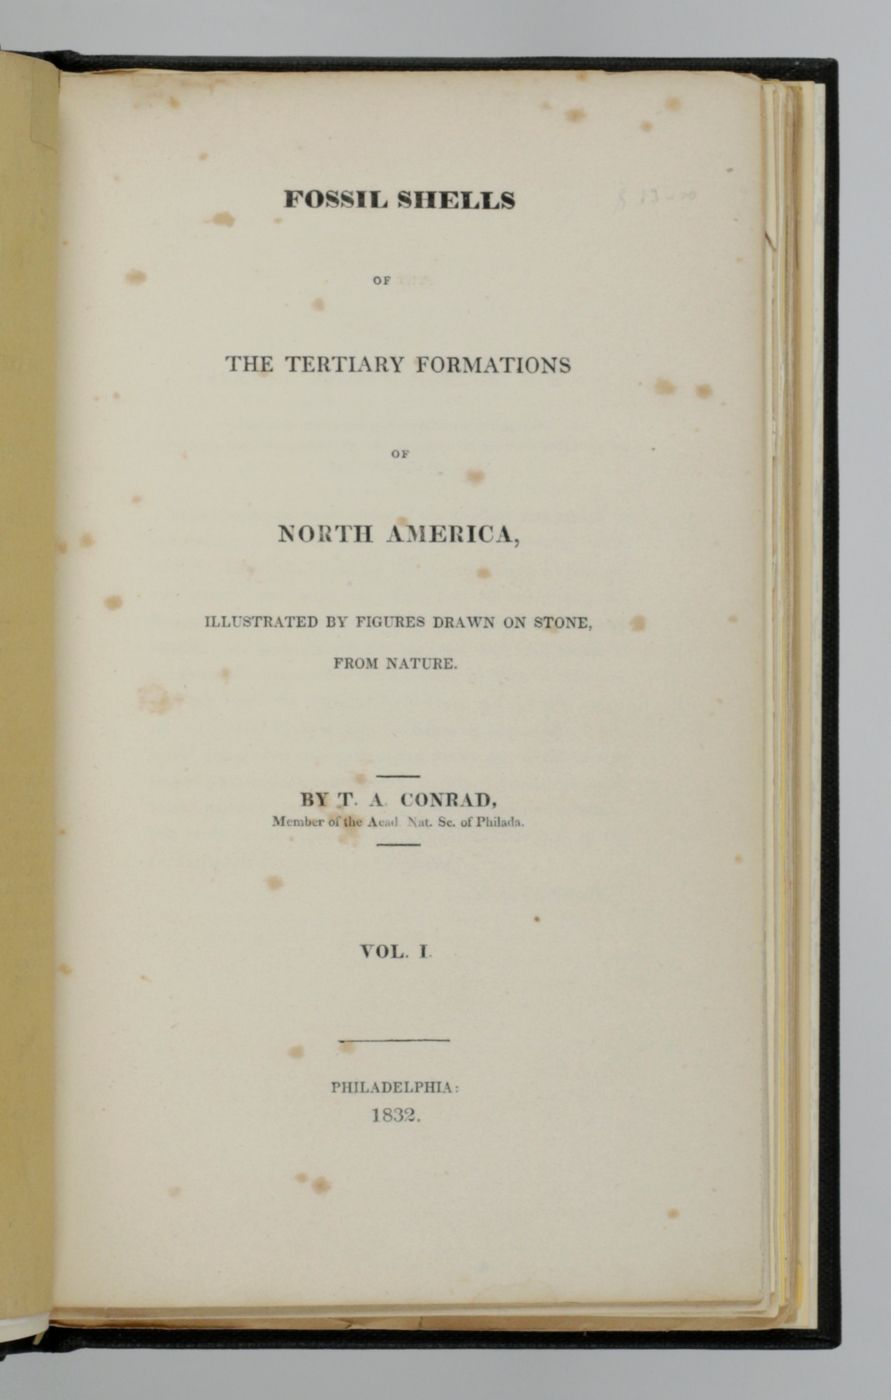 FOSSIL SHELLS
OF
THE TERTIARY FORMATIONS
OF
NORTH AMERICA,
ILLUSTRATED BY FIGURES DRAWN ON STONE,
FROM NATURE.
BY T. A. CONRAD,
Member of the Acad. Nat. Sc. of Philada.
VOL. I.
PHILADELPHIA:
1832.